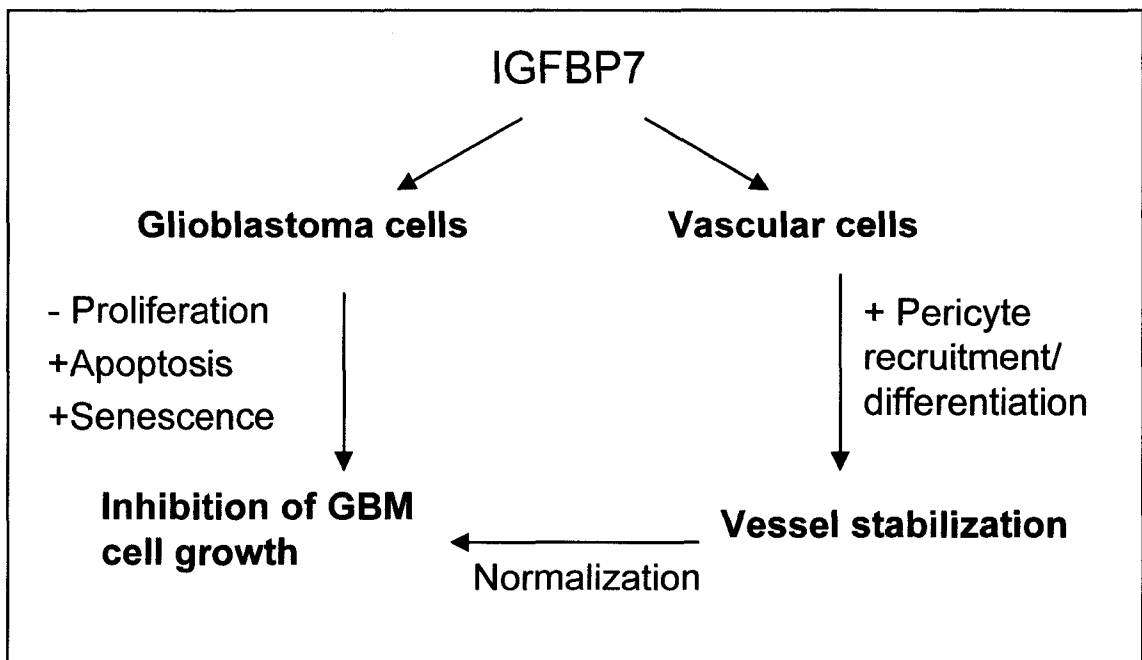 IGFBP7
Glioblastoma cells
Vascular cells
- Proliferation
+Apoptosis
+Senescence
+ Pericyte
recruitment/
differentiation
Inhibition of GBM
cell growth
Vessel stabilization
Normalization